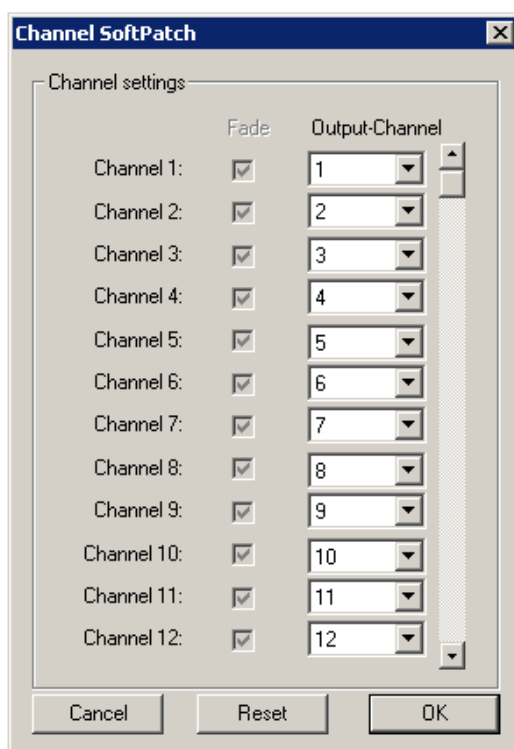 Channel SoftPatch
Channel settings
Fade Output-Channel
Channel 1: 1
Channel 2: 2
Channel 3: 3
Channel 4: 4
Channel 5: 5
Channel 6: 6
Channel 7: 7
Channel 8: 8
Channel 9: 9
Channel 10: 10
Channel 11: 11
Channel 12: 12
Cancel Reset OK